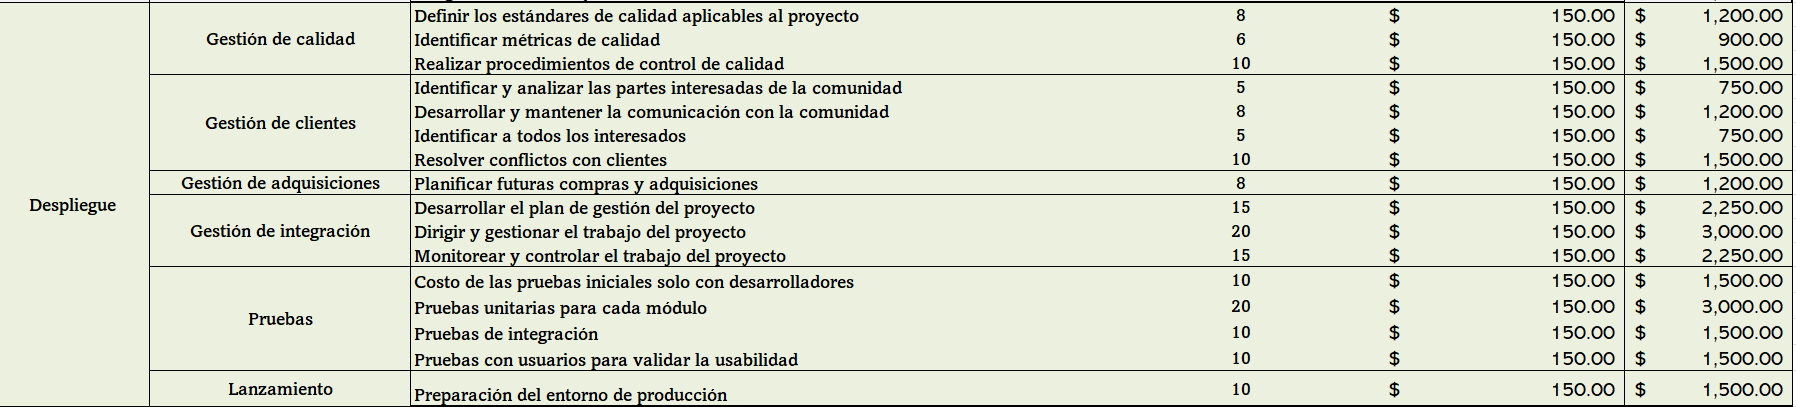 Definir los estándares de calidad aplicables al proyecto 8 $ 150.00 $ 1,200.00
Gestión de calidad Identificar métricas de calidad 6 $ 150.00 $ 900.00
Realizar procedimientos de control de calidad 10 $ 150.00 $ 1,500.00
Identificar y analizar las partes interesadas de la comunidad 5 $ 150.00 $ 750.00
Gestión de clientes Desarrollar y mantener la comunicación con la comunidad 8 $ 150.00 $ 1,200.00
Identificar a todos los interesados 5 $ 150.00 $ 750.00
Resolver conflictos con clientes 10 $ 150.00 $ 1,500.00
Gestión de adquisiciones Planificar futuras compras y adquisiciones 8 $ 150.00 $ 1,200.00
Despliegue Desarrollar el plan de gestión del proyecto 15 $ 150.00 $ 2,250.00
Gestión de integración Dirigir y gestionar el trabajo del proyecto 20 $ 150.00 $ 3,000.00
Monitorear y controlar el trabajo del proyecto 15 $ 150.00 $ 2,250.00
Costo de las pruebas iniciales solo con desarrolladores 10 $ 150.00 $ 1,500.00
Pruebas Pruebas unitarias para cada módulo 20 $ 150.00 $ 3,000.00
Pruebas de integración 10 $ 150.00 $ 1,500.00
Pruebas con usuarios para validar la usabilidad 10 $ 150.00 $ 1,500.00
Lanzamiento Preparación del entorno de producción 10 $ 150.00 $ 1,500.00